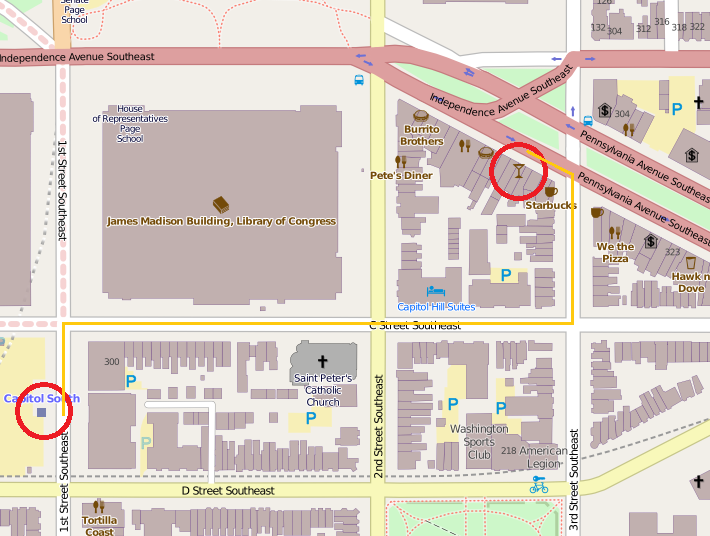 Senate
Page
School
126
132
304
312
316
318
322
Independence Avenue Southeast
House
of Representatives
Page
School
1st Street Southeast
Independence Avenue Southeast
Burrito
Brothers
Pete's Diner
Starbucks
304
P
Pennsylvania Avenue Southeast
Pennsylvania Avenue Southeast
James Madison Building, Library of Congress
We the
Pizza
323
Hawk n
Dove
P
Capitol Hill Suites
C Street Southeast
300
P
Saint Peter's
Catholic
Church
P
Capitol South
P
P
P
2nd Street Southeast
Washington
Sports
Club
218
American
Legion
1st Street Southeast
D Street Southeast
3rd Street Southeast
Tortilla
Coast